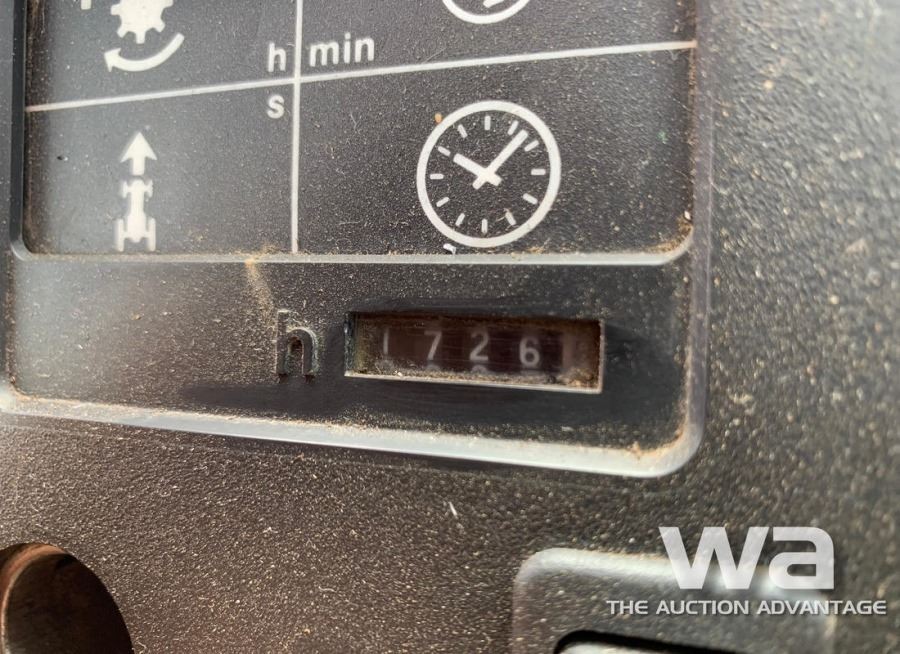 h min
s
h 1726
wa
THE AUCTION ADVANTAGE